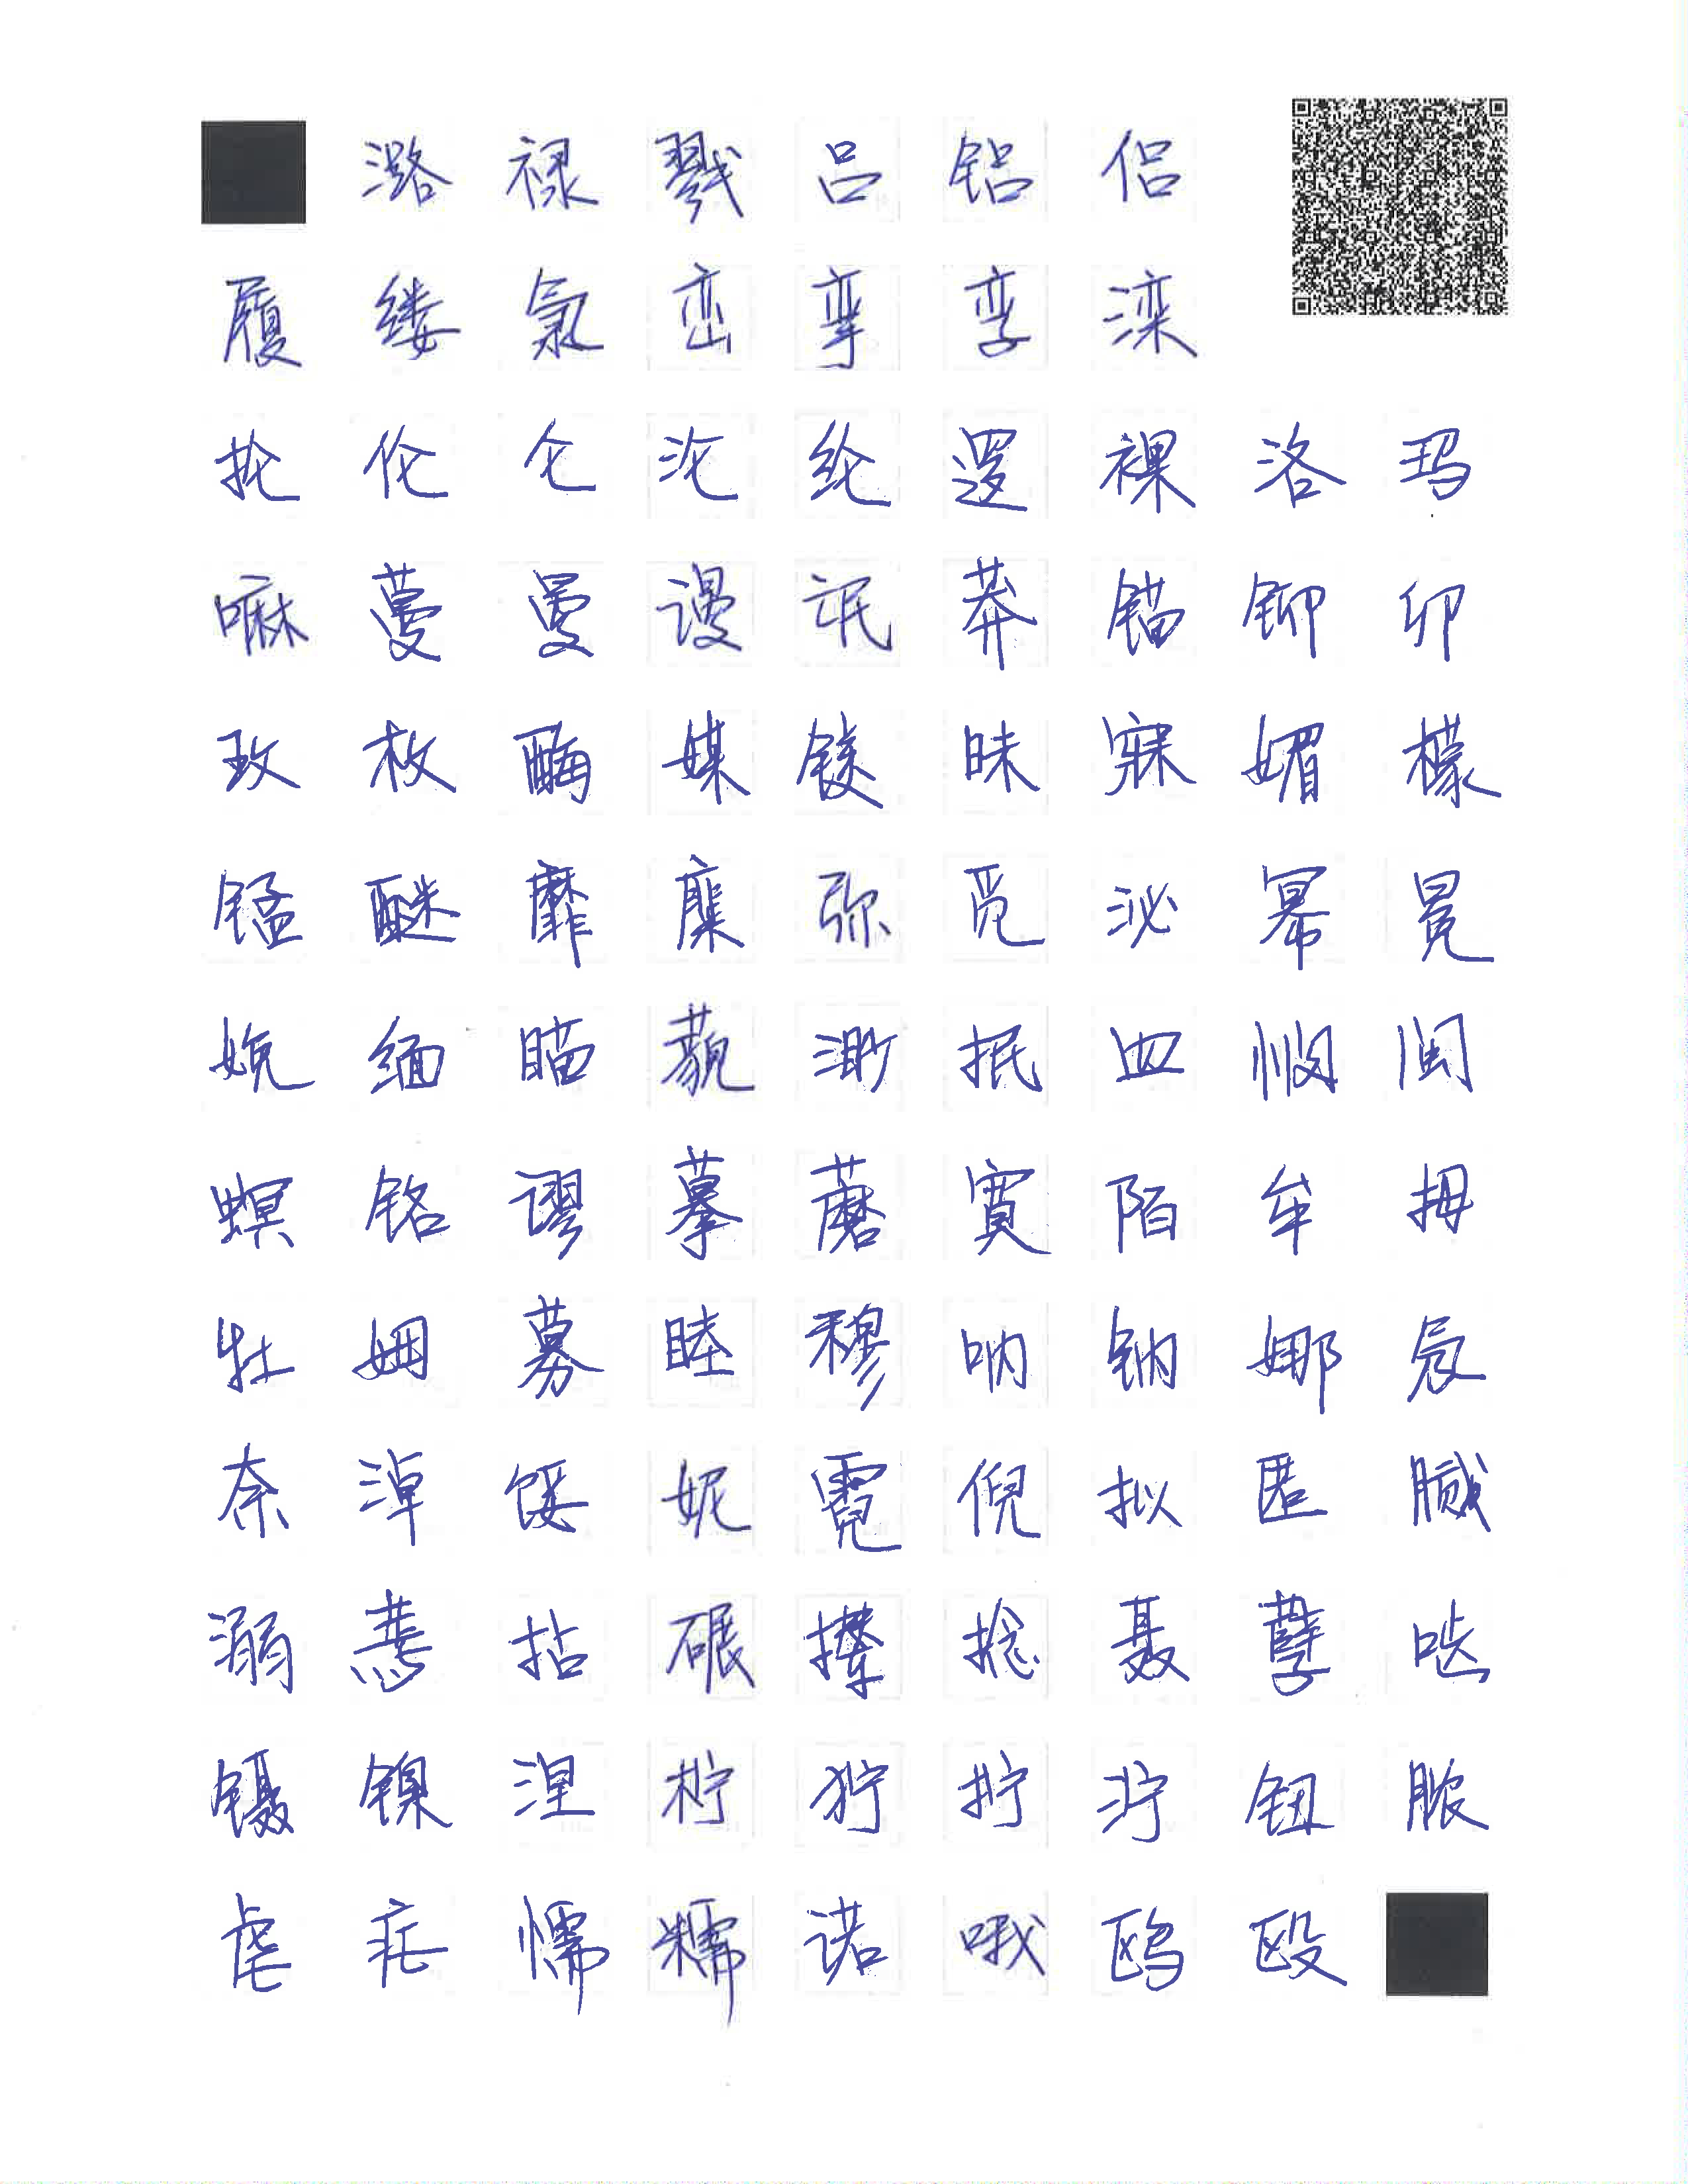 潞禄戮吕铝侣
履缕氯峦挛孪滦
抡伦仑沦纶逻裸洛玛
嘛蔓曼谩氓莽锚铆卯
玫枚酶媒镁昧寐媚檬
锰醚靡糜弥觅泌幂冕
娩缅瞄藐渺抿皿悯闽
螟铭谬摹蘑寞陌牟拇
牡姆募睦穆呐钠娜氖
奈淖馁妮霓倪拟匿腻
溺蔫拈碾撵捻聂孽啮
镊镍涅柠狞拧泞钮脓
虐疟懦糯诺哦鸥殴